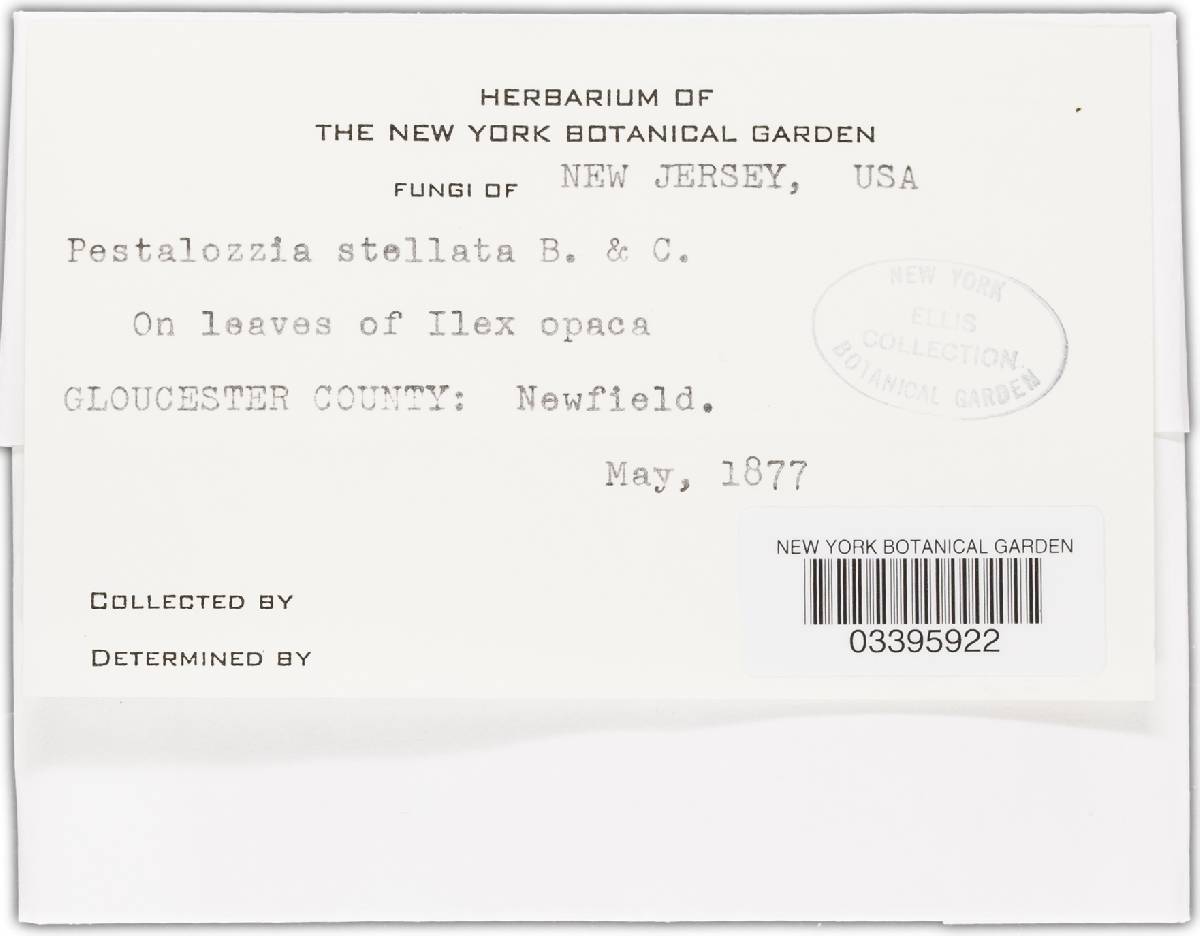 HERBARIUM OF
THE NEW YORK BOTANICAL GARDEN
FUNGI OF NEW JERSEY, USA
Pestalozzia stellata B. & C.
On leaves of Ilex opaca
NEW YORK
ELLIS
COLLECTION.
BOTANICAL GARDEN
GLOUCESTER COUNTY: Newfield.
May, 1877
NEW YORK BOTANICAL GARDEN
03395922
COLLECTED BY
DETERMINED BY